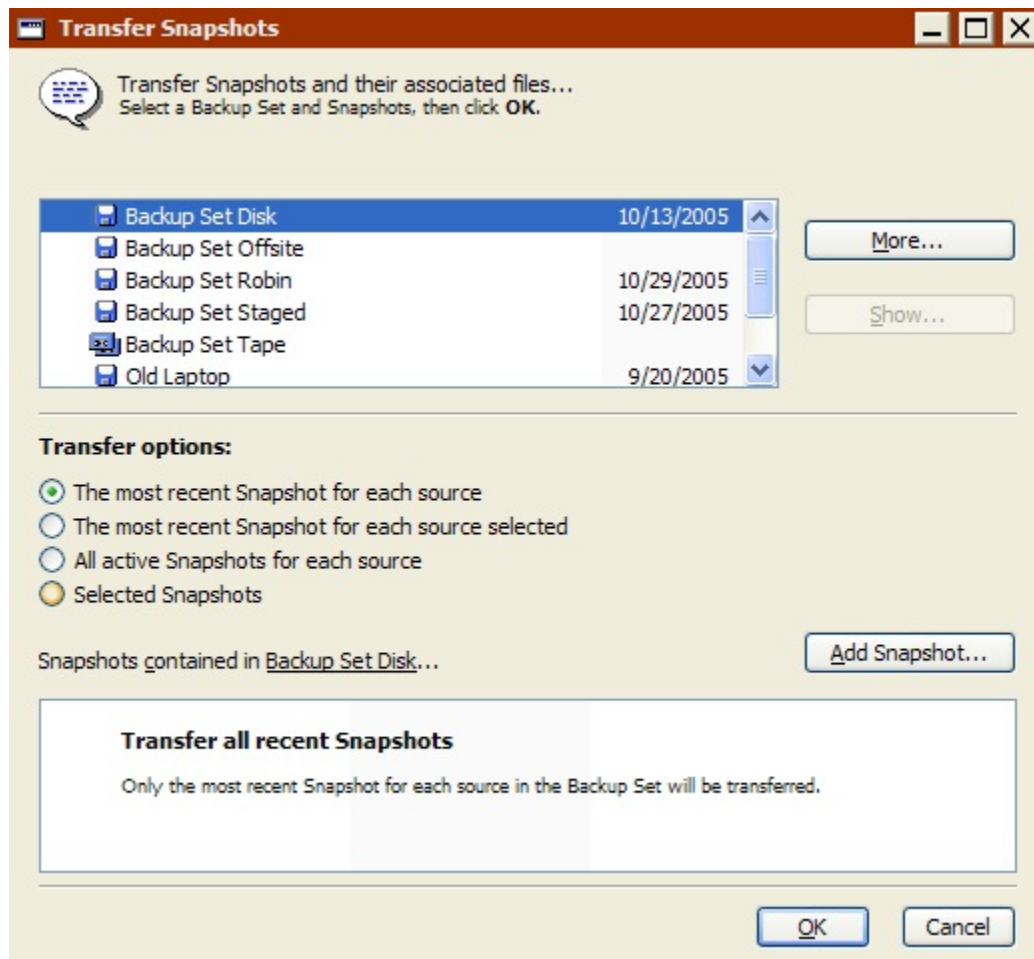 Transfer Snapshots
Transfer Snapshots and their associated files...
Select a Backup Set and Snapshots, then click OK.
Backup Set Disk 10/13/2005
Backup Set Offsite
Backup Set Robin 10/29/2005
Backup Set Staged 10/27/2005
Backup Set Tape
Old Laptop 9/20/2005
More...
Show...
Transfer options:
The most recent Snapshot for each source
The most recent Snapshot for each source selected
All active Snapshots for each source
Selected Snapshots
Snapshots contained in Backup Set Disk...
Add Snapshot...
Transfer all recent Snapshots
Only the most recent Snapshot for each source in the Backup Set will be transferred.
OK Cancel